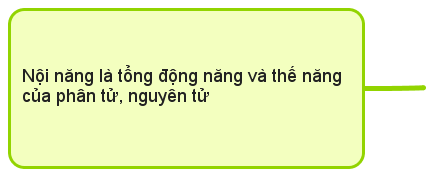 Nội năng là tổng động năng và thế năng
của phân tử, nguyên tử